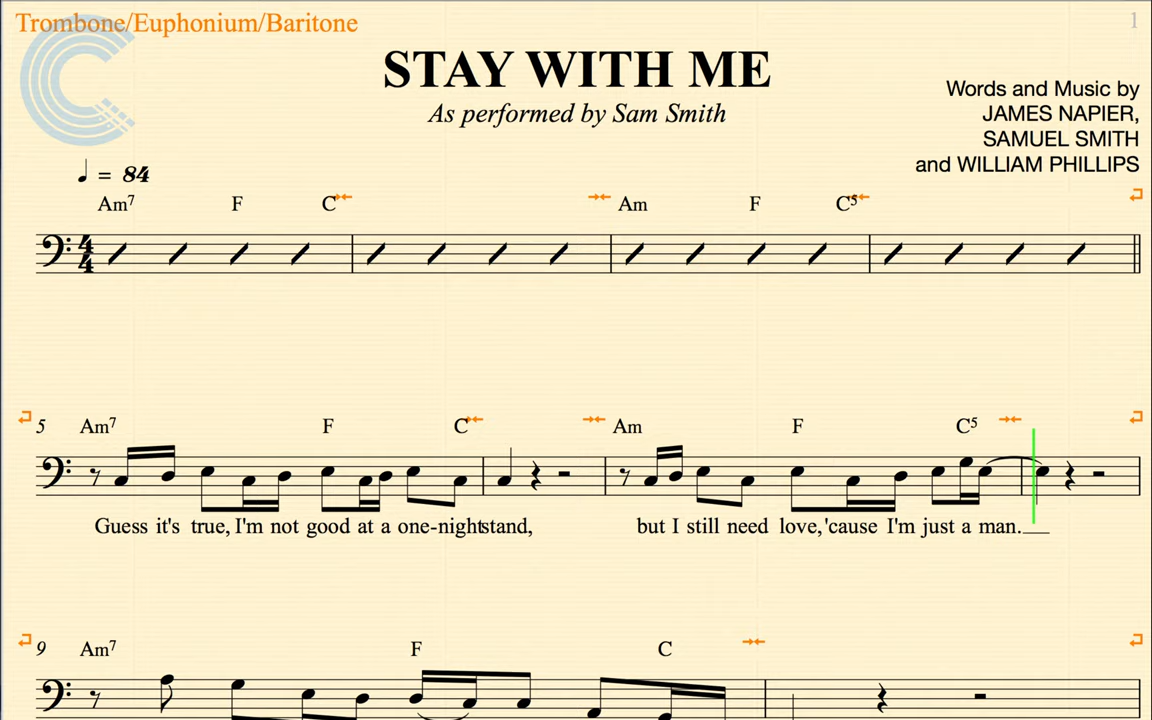 Trombone/Euphonium/Baritone
1
STAY WITH ME
As performed by Sam Smith
Words and Music by
JAMES NAPIER,
SAMUEL SMITH
and WILLIAM PHILLIPS
♩ = 84
Am7 F C Am F C5
4
4
5 Am7 F C Am F C5
Guess it's true, I'm not good at a one-night stand, but I still need love, 'cause I'm just a man.
9 Am7 F C